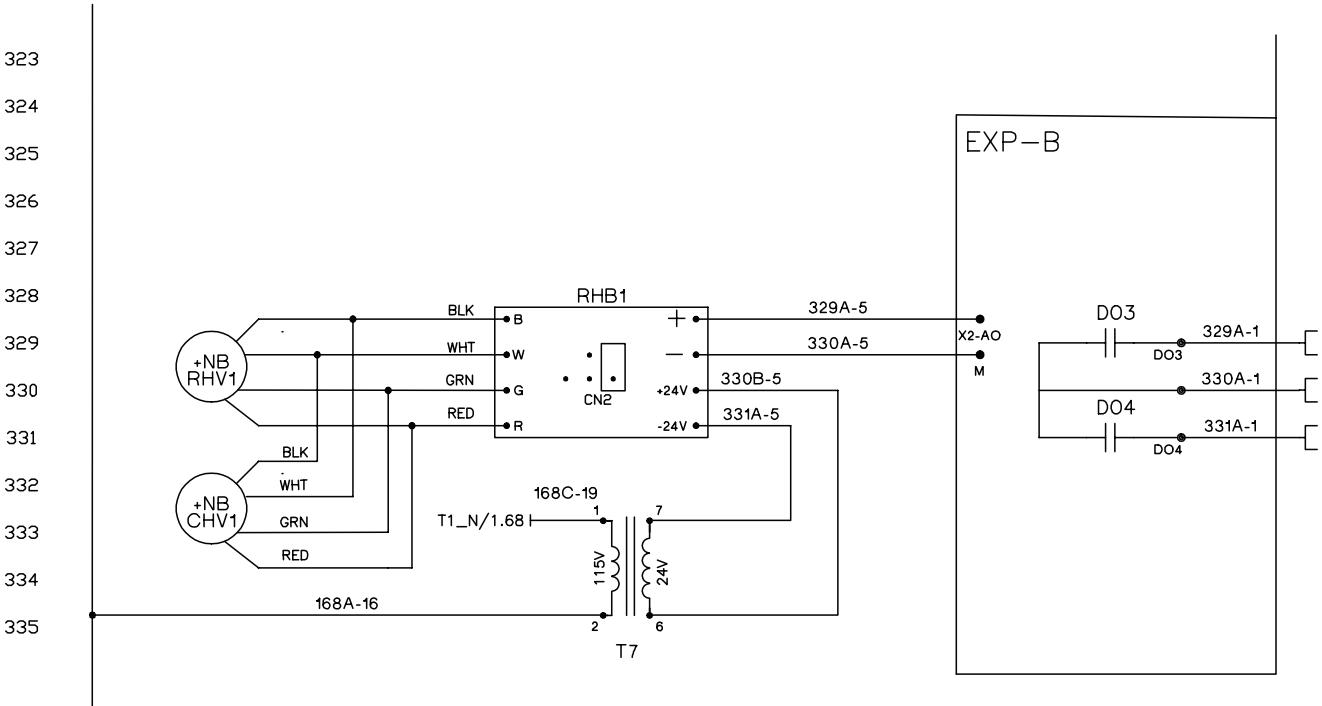 323
324
325
EXP-B
326
327
328
RHB1
BLK
B
+
329A-5
DO3
329
WHT
W
—
330A-5
X2-AO
DO3
329A-1
+NB
RHV1
M
330
GRN
G
CN2
+24V
330B-5
330A-1
RED
R
-24V
331A-5
DO4
331
BLK
DO4
331A-1
332
WHT
168C-19
+NB
CHV1
1
7
333
GRN
T1_N/1.68
RED
115V
24V
334
168A-16
335
2
6
T7